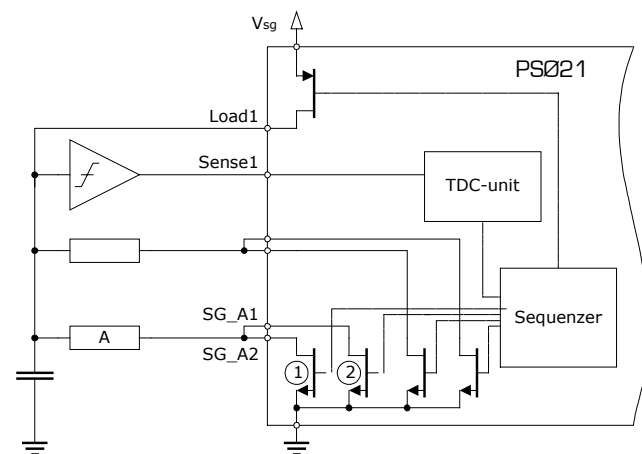 Vsg
PSØ21
Load1
Sense1
TDC-unit
SG_A1
Sequenzer
A
SG_A2
1
2